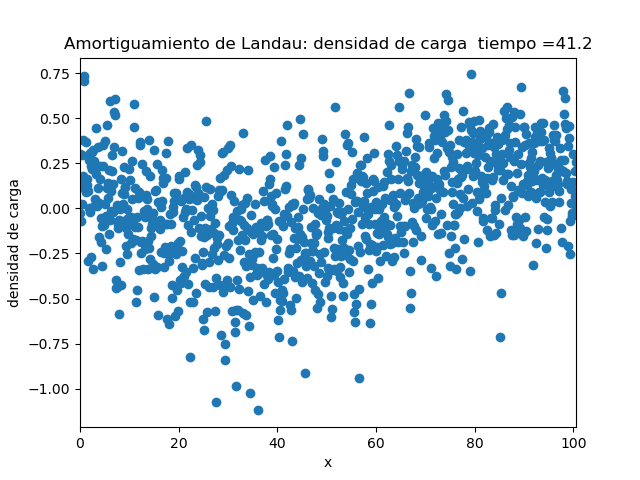 Amortiguamiento de Landau: densidad de carga  tiempo =41.2
0.75
0.50
0.25
0.00
−0.25
−0.50
−0.75
−1.00
densidad de carga
0 20 40 60 80 100
x